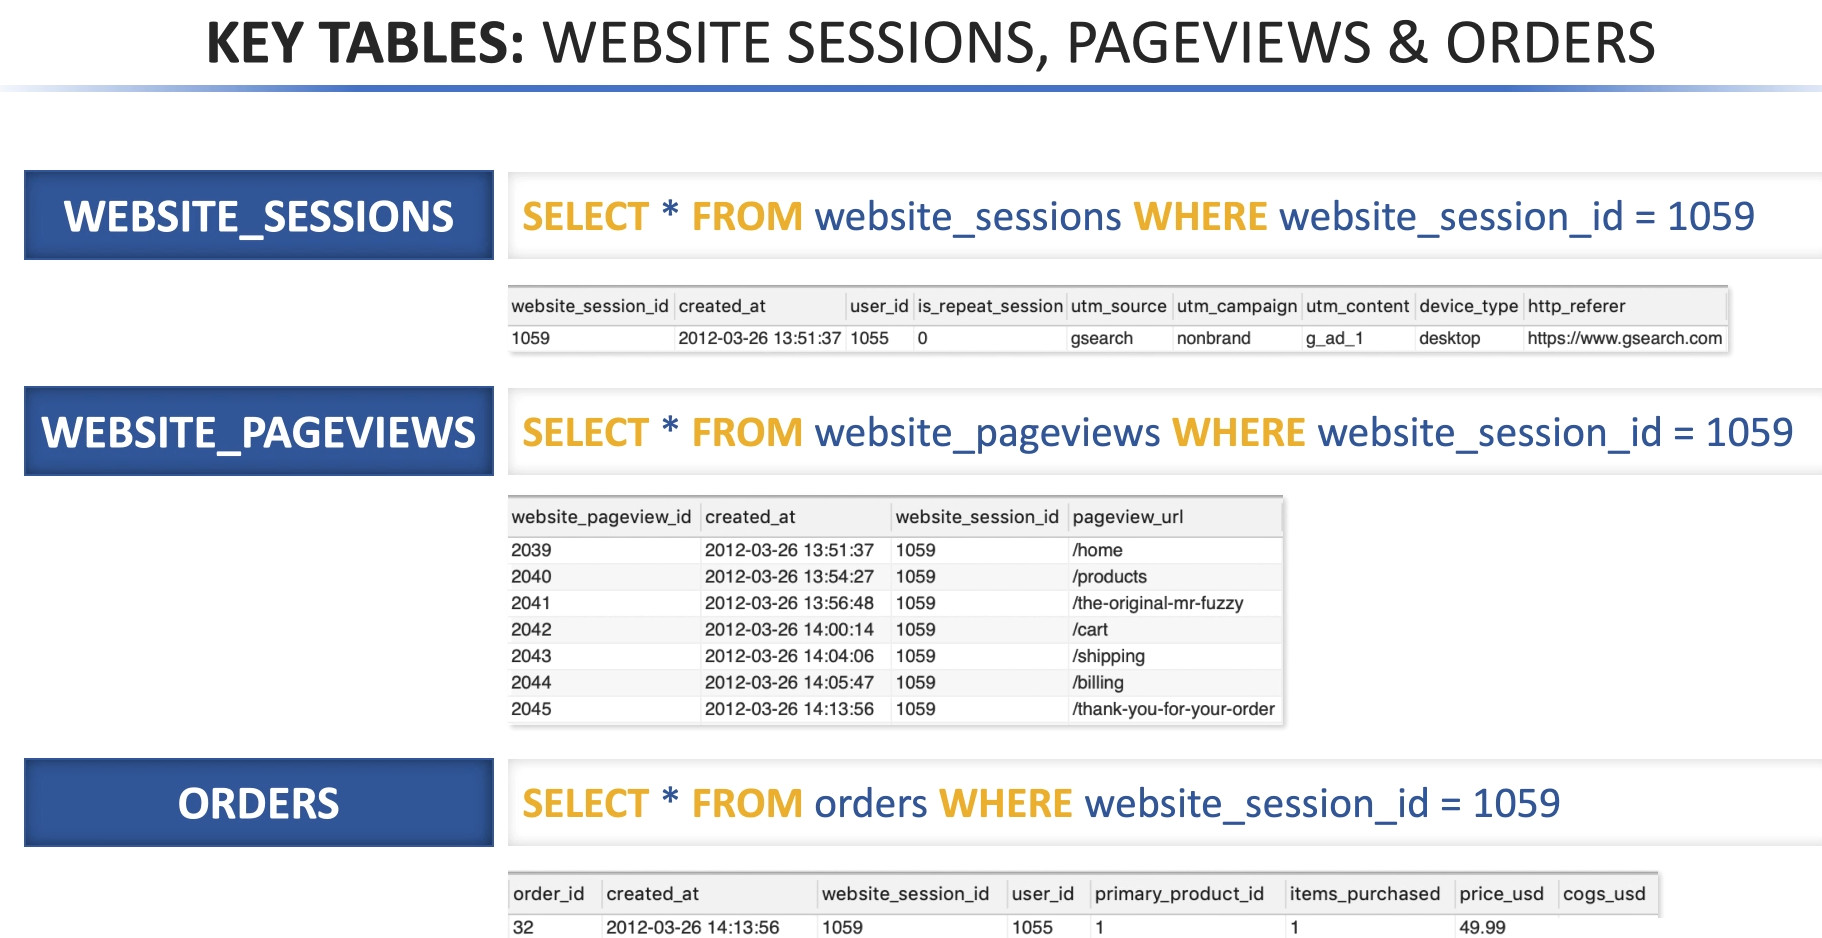 KEY TABLES: WEBSITE SESSIONS, PAGEVIEWS & ORDERS
WEBSITE_SESSIONS
SELECT * FROM website_sessions WHERE website_session_id = 1059
website_session_id created_at user_id is_repeat_session utm_source utm_campaign utm_content device_type http_referer
1059 2012-03-26 13:51:37 1055 0 gsearch nonbrand g_ad_1 desktop https://www.gsearch.com
WEBSITE_PAGEVIEWS
SELECT * FROM website_pageviews WHERE website_session_id = 1059
website_pageview_id created_at website_session_id pageview_url
2039 2012-03-26 13:51:37 1059 /home
2040 2012-03-26 13:54:27 1059 /products
2041 2012-03-26 13:56:48 1059 /the-original-mr-fuzzy
2042 2012-03-26 14:00:14 1059 /cart
2043 2012-03-26 14:04:06 1059 /shipping
2044 2012-03-26 14:05:47 1059 /billing
2045 2012-03-26 14:13:56 1059 /thank-you-for-your-order
ORDERS
SELECT * FROM orders WHERE website_session_id = 1059
order_id created_at website_session_id user_id primary_product_id items_purchased price_usd cogs_usd
32 2012-03-26 14:13:56 1059 1055 1 1 49.99